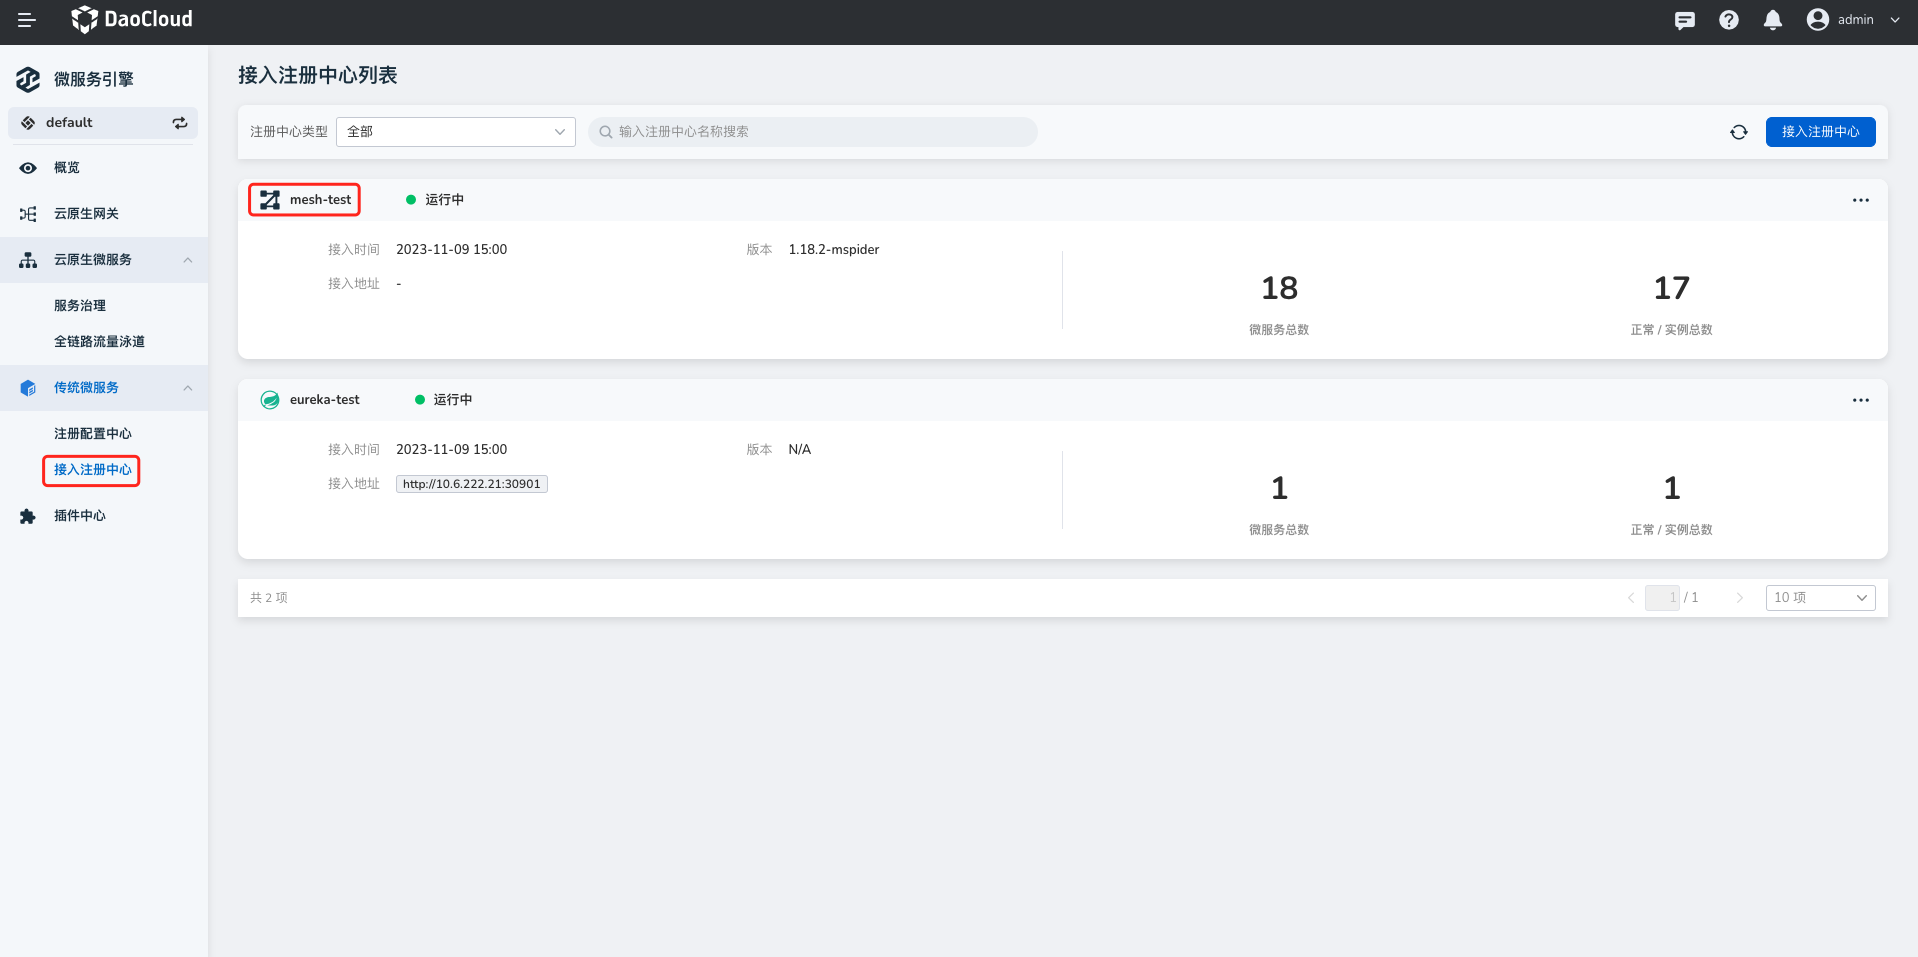 DaoCloud
admin
微服务引擎
default
概览
云原生网关
云原生微服务
服务治理
全链路流量泳道
传统微服务
注册配置中心
接入注册中心
插件中心
接入注册中心列表
注册中心类型 全部 输入注册中心名称搜索 接入注册中心
mesh-test 运行中
接入时间 2023-11-09 15:00 版本 1.18.2-mspider
接入地址 -
18 17
微服务总数 正常 / 实例总数
eureka-test 运行中
接入时间 2023-11-09 15:00 版本 N/A
接入地址 http://10.6.222.21:30901
1 1
微服务总数 正常 / 实例总数
共 2 项 1 / 1 10 项